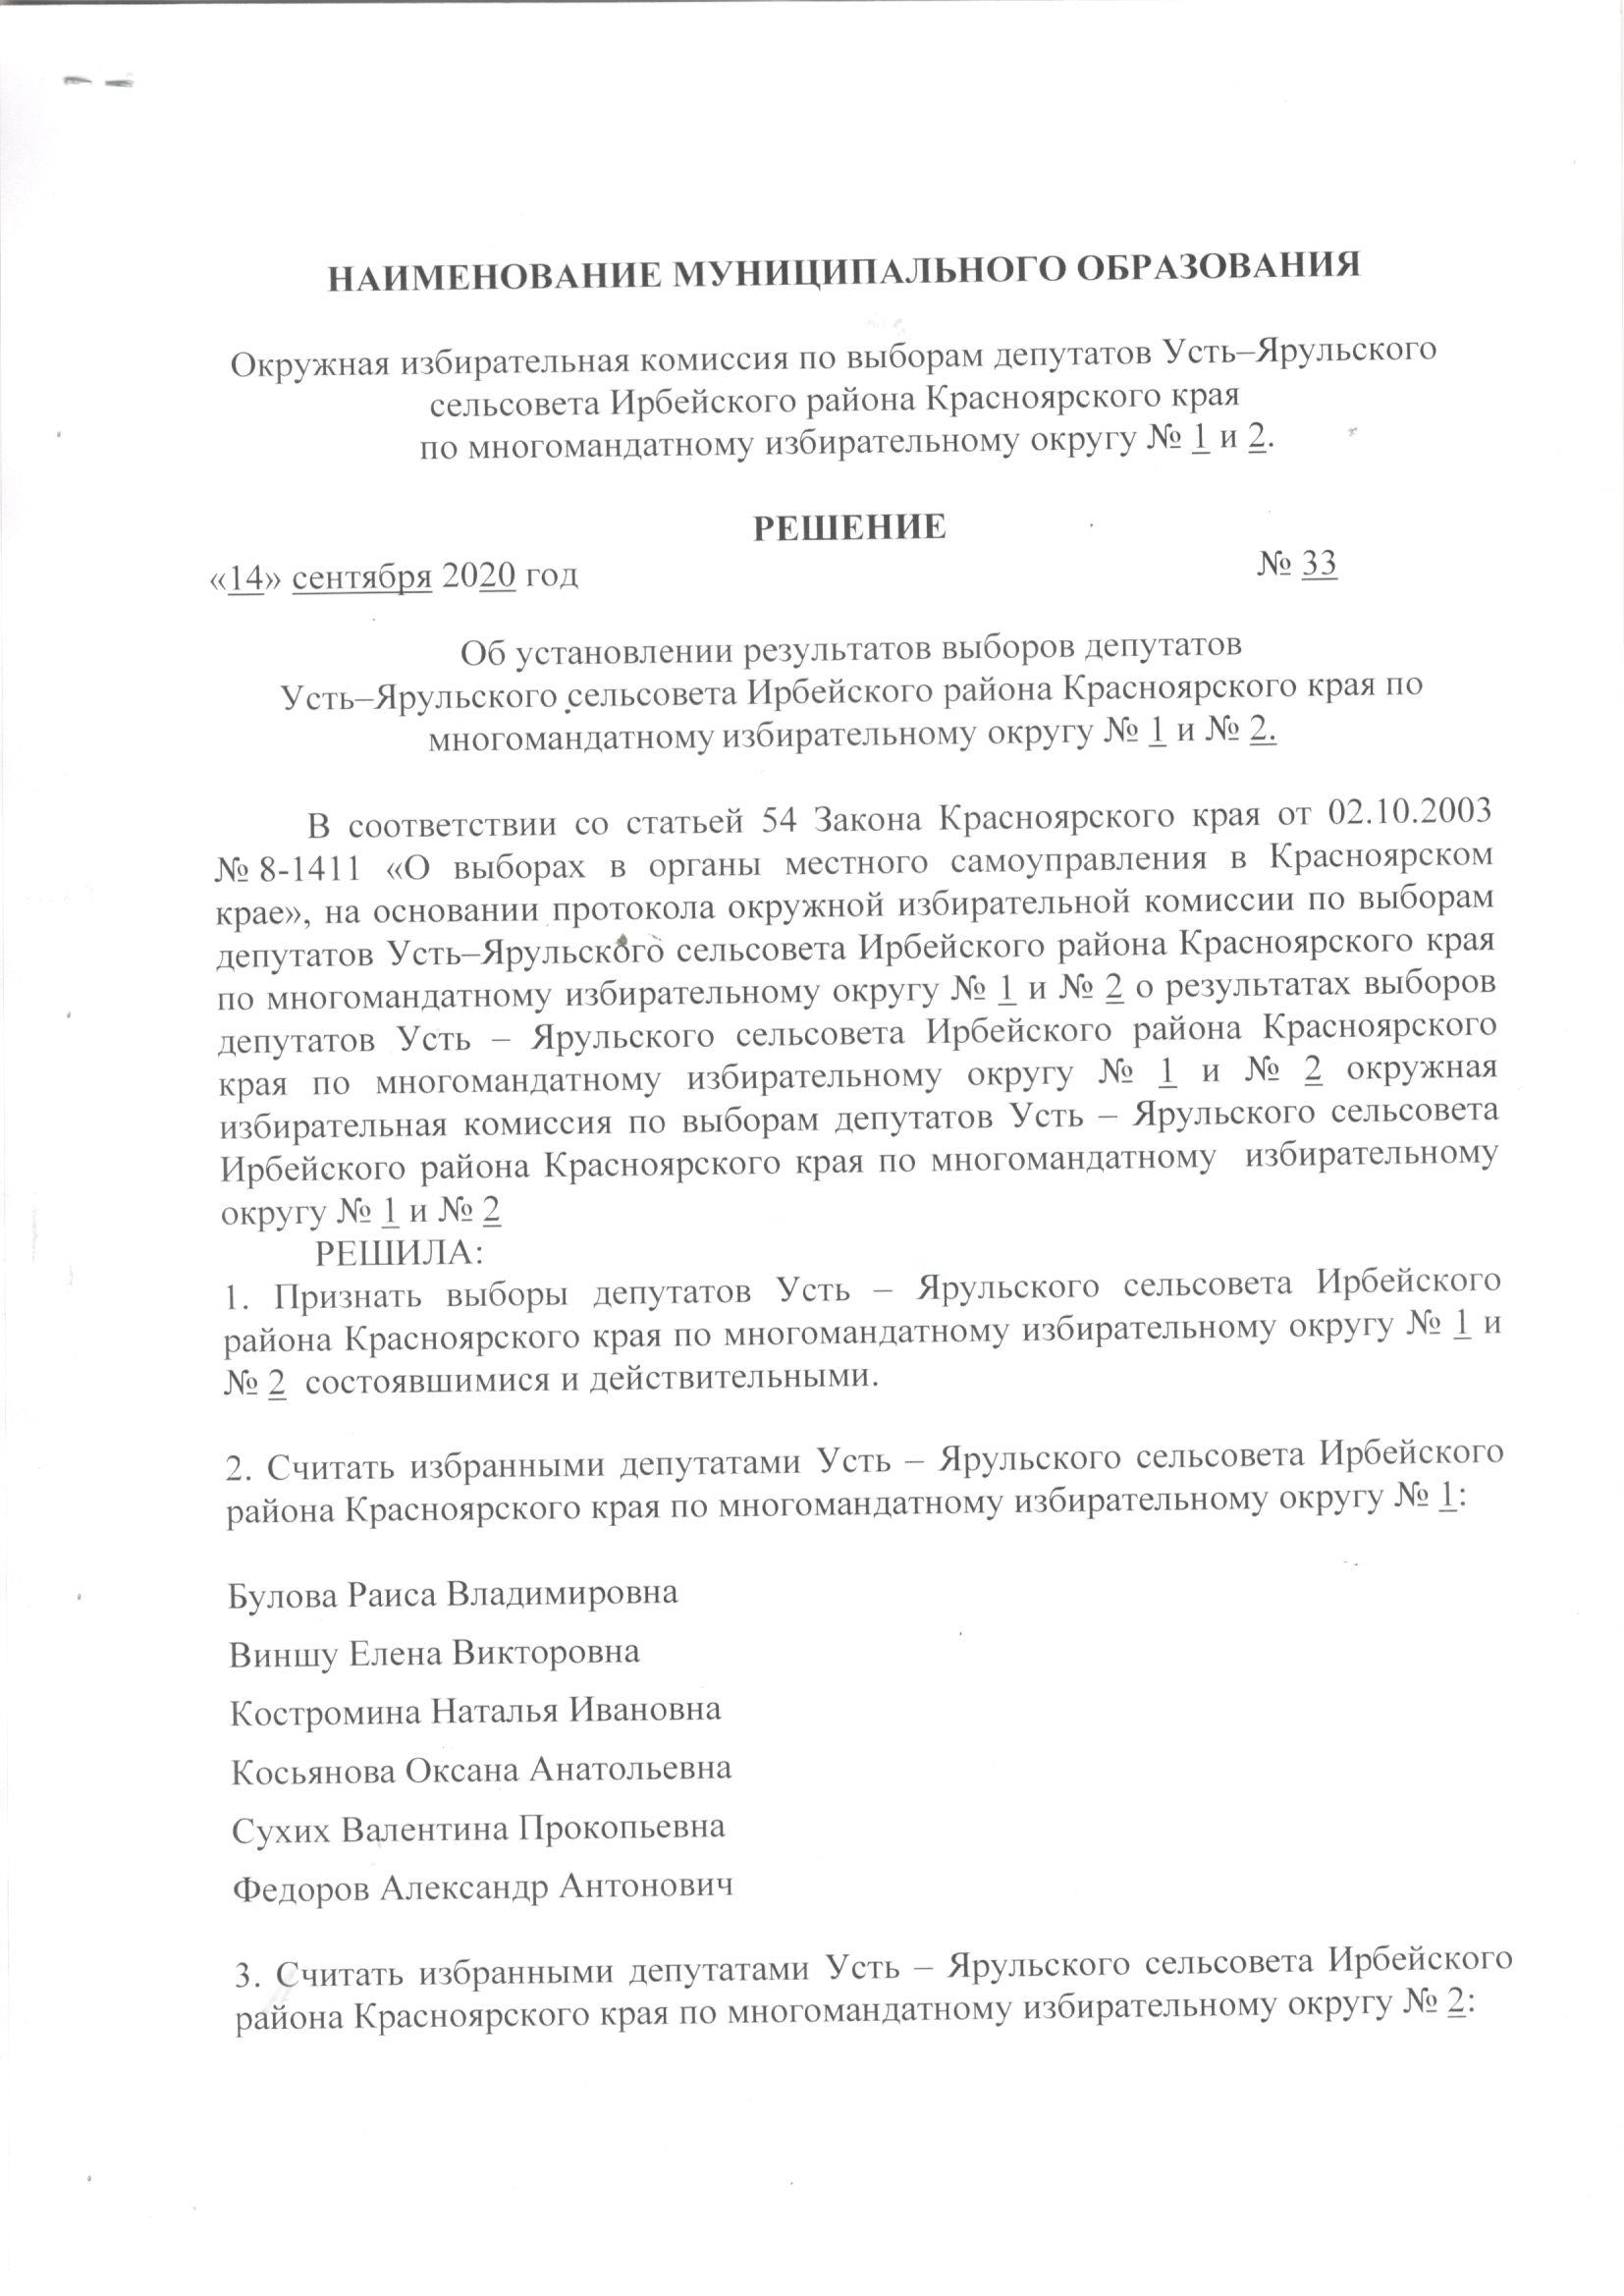 НАИМЕНОВАНИЕ МУНИЦИПАЛЬНОГО ОБРАЗОВАНИЯ
Окружная избирательная комиссия по выборам депутатов Усть–Ярульского
сельсовета Ирбейского района Красноярского края
по многомандатному избирательному округу № 1 и 2.
РЕШЕНИЕ
«14» сентября 2020 год № 33
Об установлении результатов выборов депутатов
Усть–Ярульского сельсовета Ирбейского района Красноярского края по
многомандатному избирательному округу № 1 и № 2.
В соответствии со статьей 54 Закона Красноярского края от 02.10.2003
№ 8-1411 «О выборах в органы местного самоуправления в Красноярском
крае», на основании протокола окружной избирательной комиссии по выборам
депутатов Усть–Ярульского сельсовета Ирбейского района Красноярского края
по многомандатному избирательному округу № 1 и № 2 о результатах выборов
депутатов Усть – Ярульского сельсовета Ирбейского района Красноярского
края по многомандатному избирательному округу № 1 и № 2 окружная
избирательная комиссия по выборам депутатов Усть – Ярульского сельсовета
Ирбейского района Красноярского края по многомандатному избирательному
округу № 1 и № 2
РЕШИЛА:
1. Признать выборы депутатов Усть – Ярульского сельсовета Ирбейского
района Красноярского края по многомандатному избирательному округу № 1 и
№ 2 состоявшимися и действительными.
2. Считать избранными депутатами Усть – Ярульского сельсовета Ирбейского
района Красноярского края по многомандатному избирательному округу № 1:
Булова Раиса Владимировна
Виншу Елена Викторовна
Костромина Наталья Ивановна
Косьянова Оксана Анатольевна
Сухих Валентина Прокопьевна
Федоров Александр Антонович
3. Считать избранными депутатами Усть – Ярульского сельсовета Ирбейского
района Красноярского края по многомандатному избирательному округу № 2: